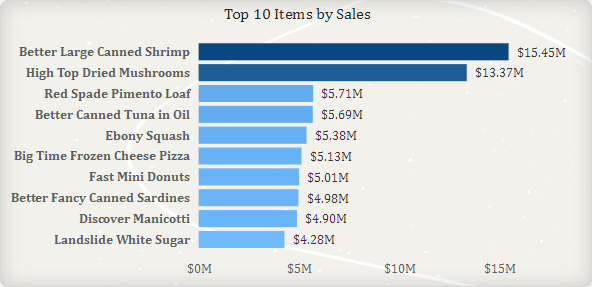 Top 10 Items by Sales
Better Large Canned Shrimp $15.45M
High Top Dried Mushrooms $13.37M
Red Spade Pimento Loaf $5.71M
Better Canned Tuna in Oil $5.69M
Ebony Squash $5.38M
Big Time Frozen Cheese Pizza $5.13M
Fast Mini Donuts $5.01M
Better Fancy Canned Sardines $4.98M
Discover Manicotti $4.90M
Landslide White Sugar $4.28M
$0M $5M $10M $15M